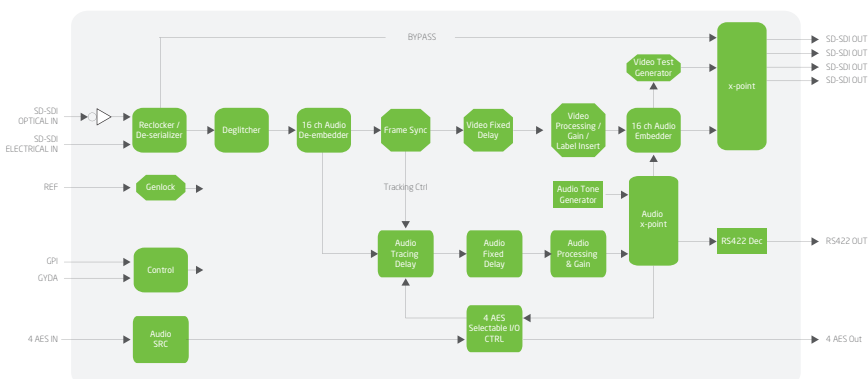 BYPASS
SD-SDI OUT
SD-SDI OUT
SD-SDI OUT
SD-SDI OUT
Video Test
Generator
x-point
SD-SDI
OPTICAL IN
SD-SDI
ELECTRICAL IN
Reclocker /
De-serializer
Deglitcher
16 ch Audio
De-embedder
Frame Sync
Video Fixed
Delay
Video
Processing /
Gain /
Label Insert
16 ch Audio
Embedder
REF
Genlock
Tracking Ctrl
Audio Tone
Generator
Audio
x-point
GPI
GYDA
Control
Audio
Tracing
Delay
Audio
Fixed
Delay
Audio
Processing
& Gain
RS422 Dec
RS422 OUT
4 AES IN
Audio
SRC
4 AES
Selectable I/O
CTRL
4 AES Out